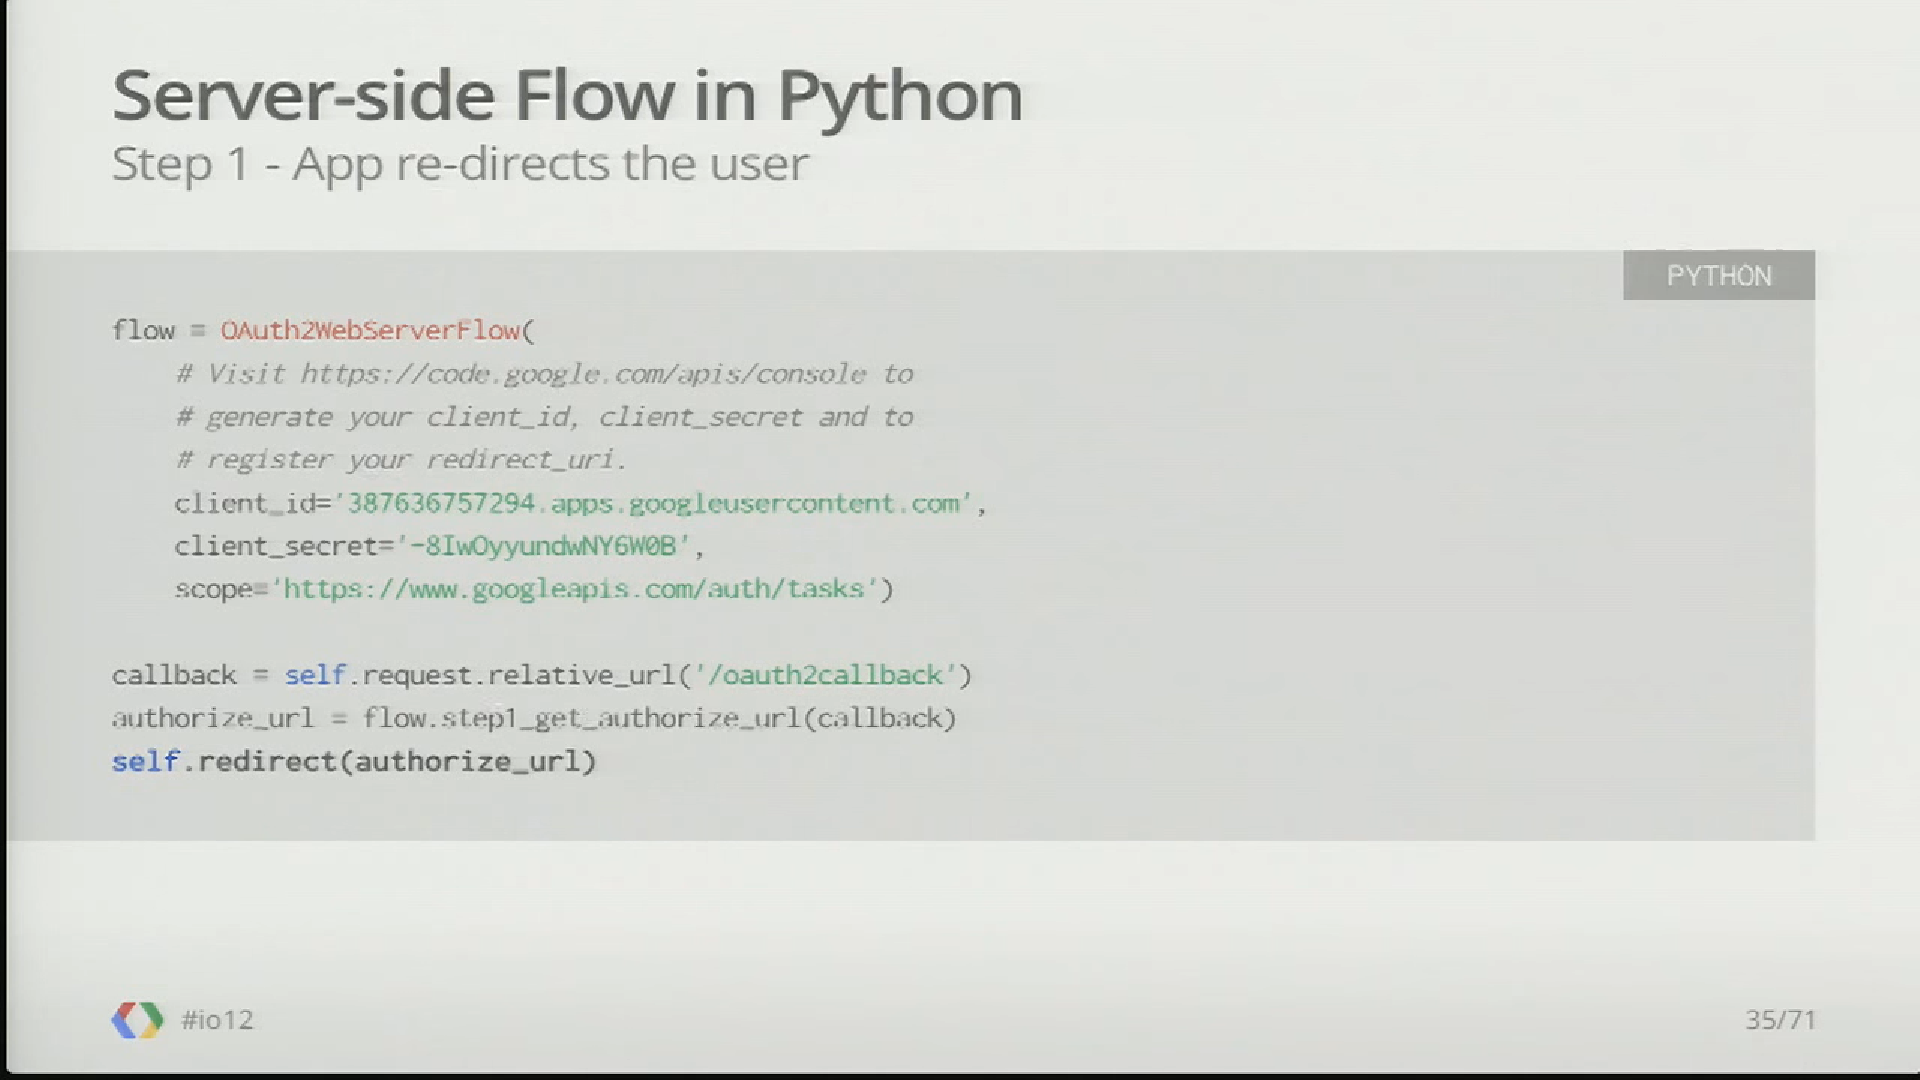 Server-side Flow in Python
Step 1 - App re-directs the user
PYTHON
flow = OAuth2WebServerFlow(
# Visit https://code.google.com/apis/console to
# generate your client_id, client_secret and to
# register your redirect_uri.
client_id='387636757294.apps.googleusercontent.com',
client_secret='-8IwOyyundwNY6W0B',
scope='https://www.googleapis.com/auth/tasks')
callback = self.request.relative_url('/oauth2callback')
authorize_url = flow.step1_get_authorize_url(callback)
self.redirect(authorize_url)
#io12
35/71